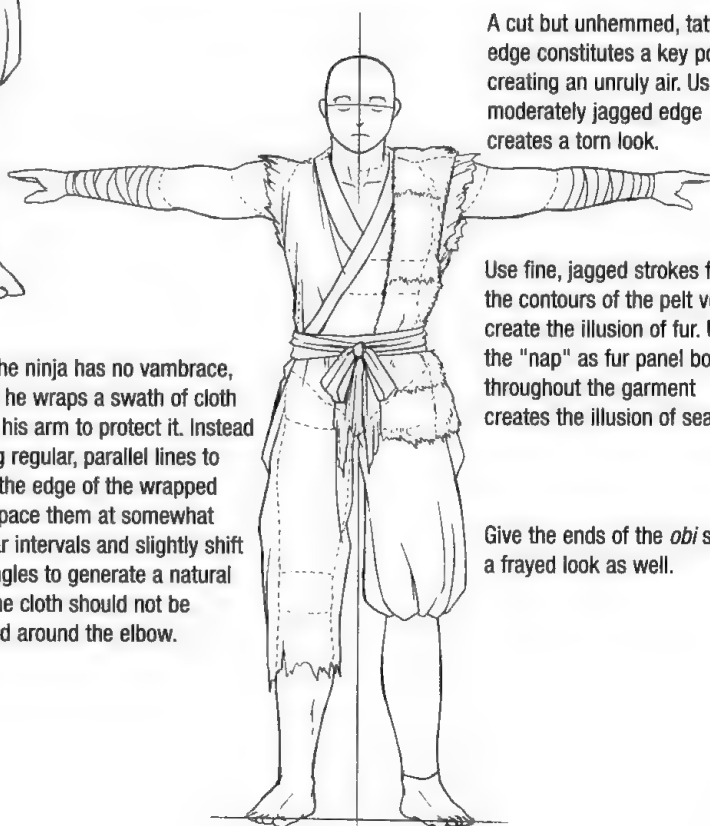 A cut but unhemmed, tat
edge constitutes a key po
creating an unruly air. Us
moderately jagged edge
creates a torn look.
Use fine, jagged strokes f
the contours of the pelt v
create the illusion of fur. U
the "nap" as fur panel bo
throughout the garment
creates the illusion of sea
he ninja has no vambrace,
he wraps a swath of cloth
his arm to protect it. Instead
g regular, parallel lines to
the edge of the wrapped
pace them at somewhat
ar intervals and slightly shift
ngles to generate a natural
ne cloth should not be
d around the elbow.
Give the ends of the obi s
a frayed look as well.